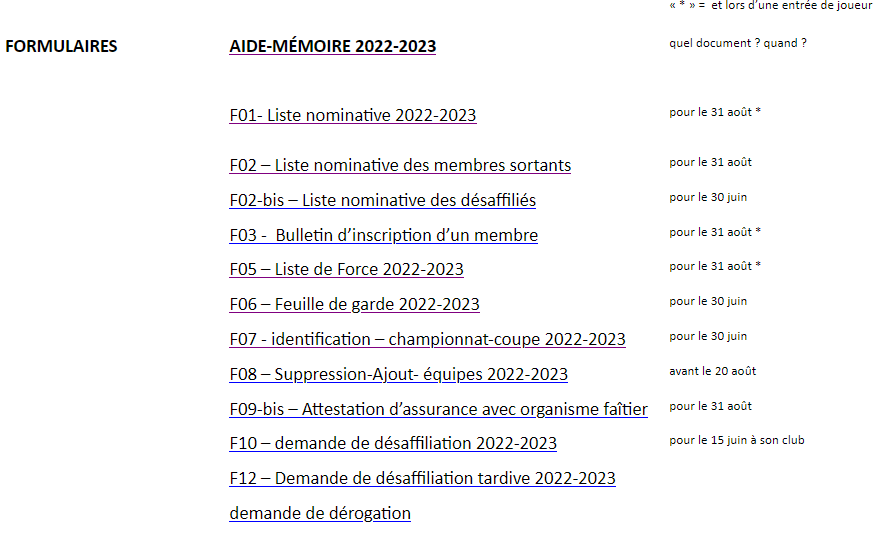 « * » = et lors d’une entrée de joueur
FORMULAIRES AIDE-MÉMOIRE 2022-2023 quel document ? quand ?
F01- Liste nominative 2022-2023 pour le 31 août *
F02 – Liste nominative des membres sortants pour le 31 août
F02-bis – Liste nominative des désaffiliés pour le 30 juin
F03 - Bulletin d’inscription d’un membre pour le 31 août *
F05 – Liste de Force 2022-2023 pour le 31 août *
F06 – Feuille de garde 2022-2023 pour le 30 juin
F07 - identification – championnat-coupe 2022-2023 pour le 30 juin
F08 – Suppression-Ajout- équipes 2022-2023 avant le 20 août
F09-bis – Attestation d’assurance avec organisme faîtier pour le 31 août
F10 – demande de désaffiliation 2022-2023 pour le 15 juin à son club
F12 – Demande de désaffiliation tardive 2022-2023
demande de dérogation